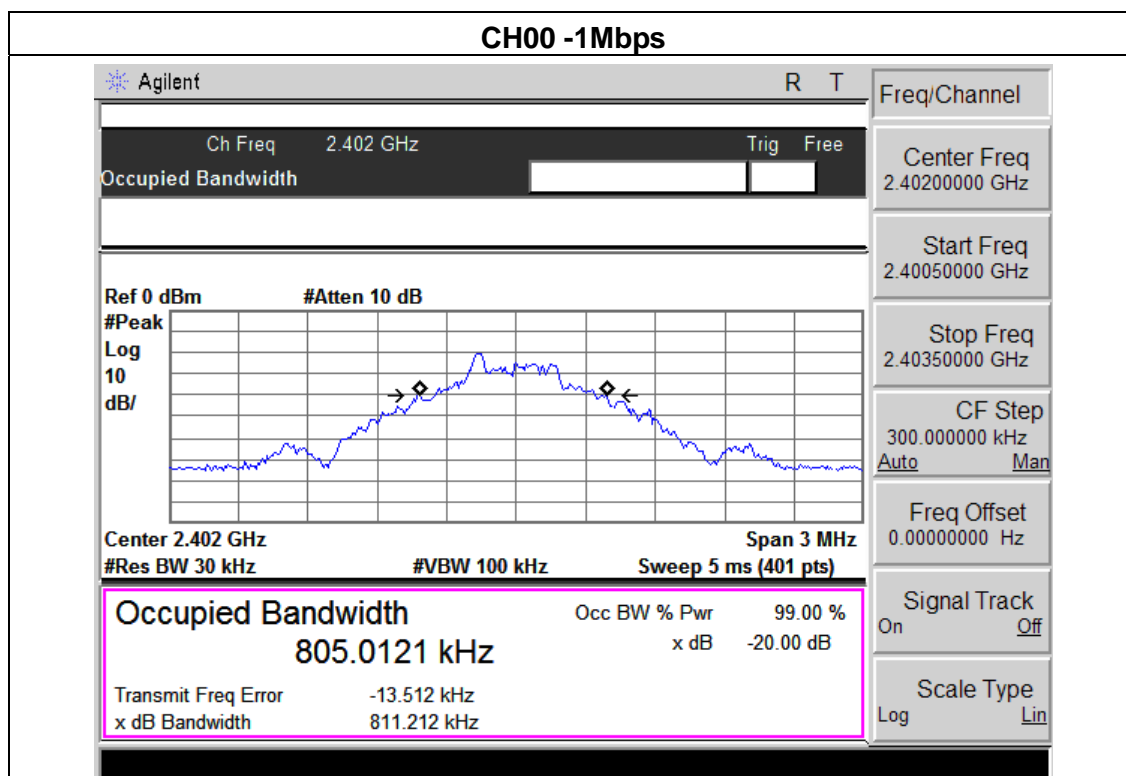 CH00 -1Mbps
Agilent R T
Ch Freq 2.402 GHz Trig Free
Occupied Bandwidth
Ref 0 dBm #Atten 10 dB
#Peak
Log
10
dB/
Center 2.402 GHz Span 3 MHz
#Res BW 30 kHz #VBW 100 kHz Sweep 5 ms (401 pts)
Occupied Bandwidth Occ BW % Pwr 99.00 %
805.0121 kHz x dB -20.00 dB
Transmit Freq Error -13.512 kHz
x dB Bandwidth 811.212 kHz
Freq/Channel
Center Freq
2.40200000 GHz
Start Freq
2.40050000 GHz
Stop Freq
2.40350000 GHz
CF Step
300.000000 kHz
Auto Man
Freq Offset
0.00000000 Hz
Signal Track
On Off
Scale Type
Log Lin